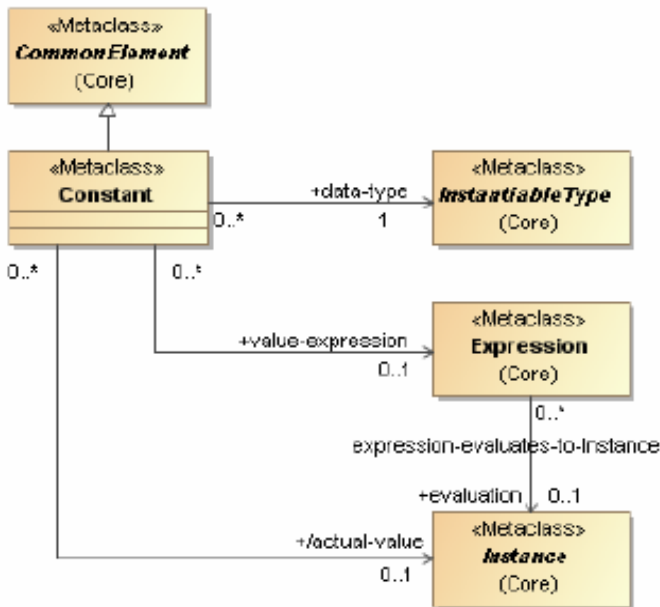 «Metaclass»
CommonElement
(Core)
«Metaclass»
Constant
+data-type
0..*
1
«Metaclass»
InstantiableType
(Core)
0..*
0..*
+value-expression
0..1
«Metaclass»
Expression
(Core)
0..*
expression-evaluates-to-Instance
+evaluation
0..1
+/actual-value
0..1
«Metaclass»
Instance
(Core)